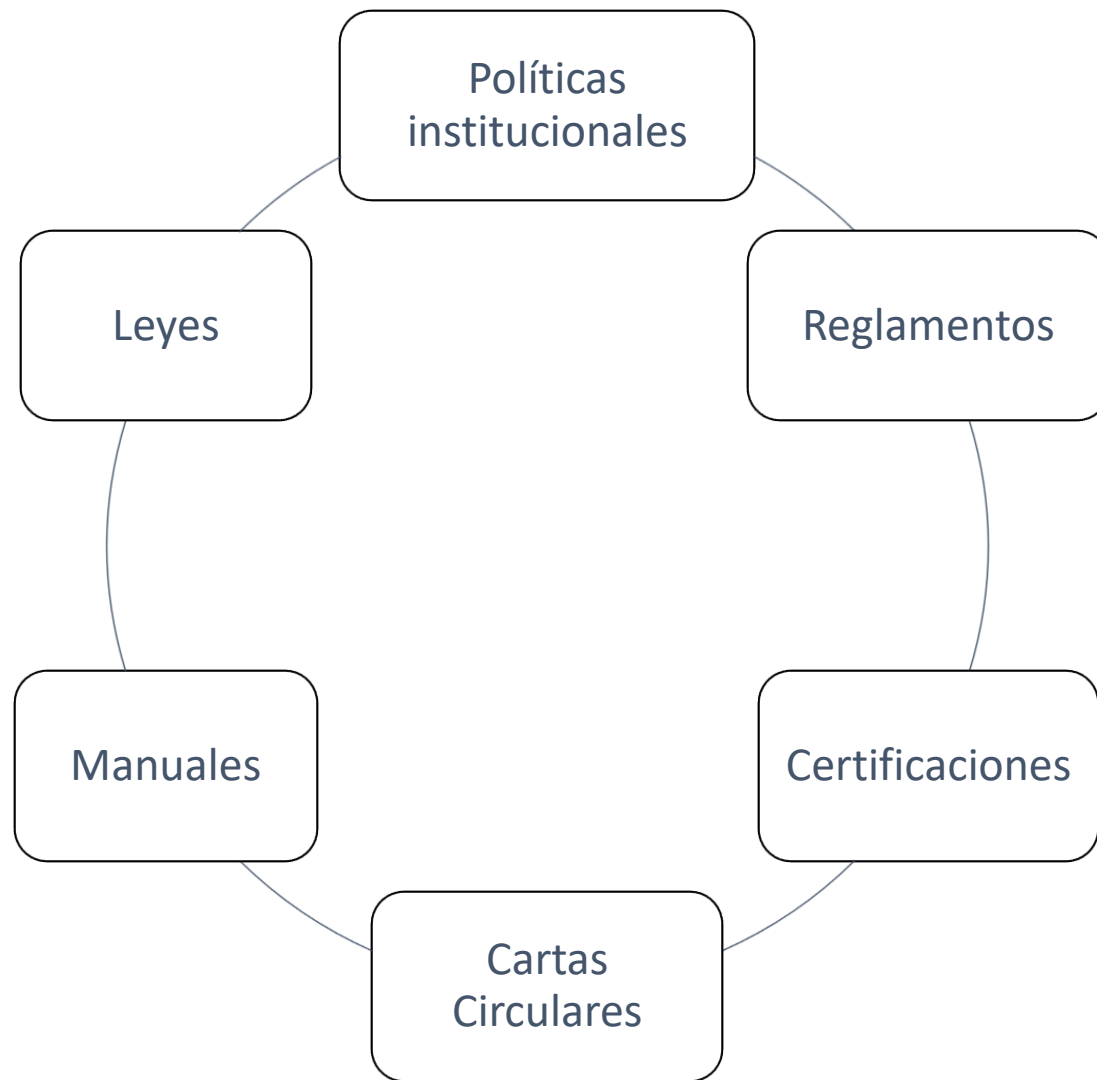 Políticas
institucionales
Leyes
Reglamentos
Manuales
Certificaciones
Cartas
Circulares